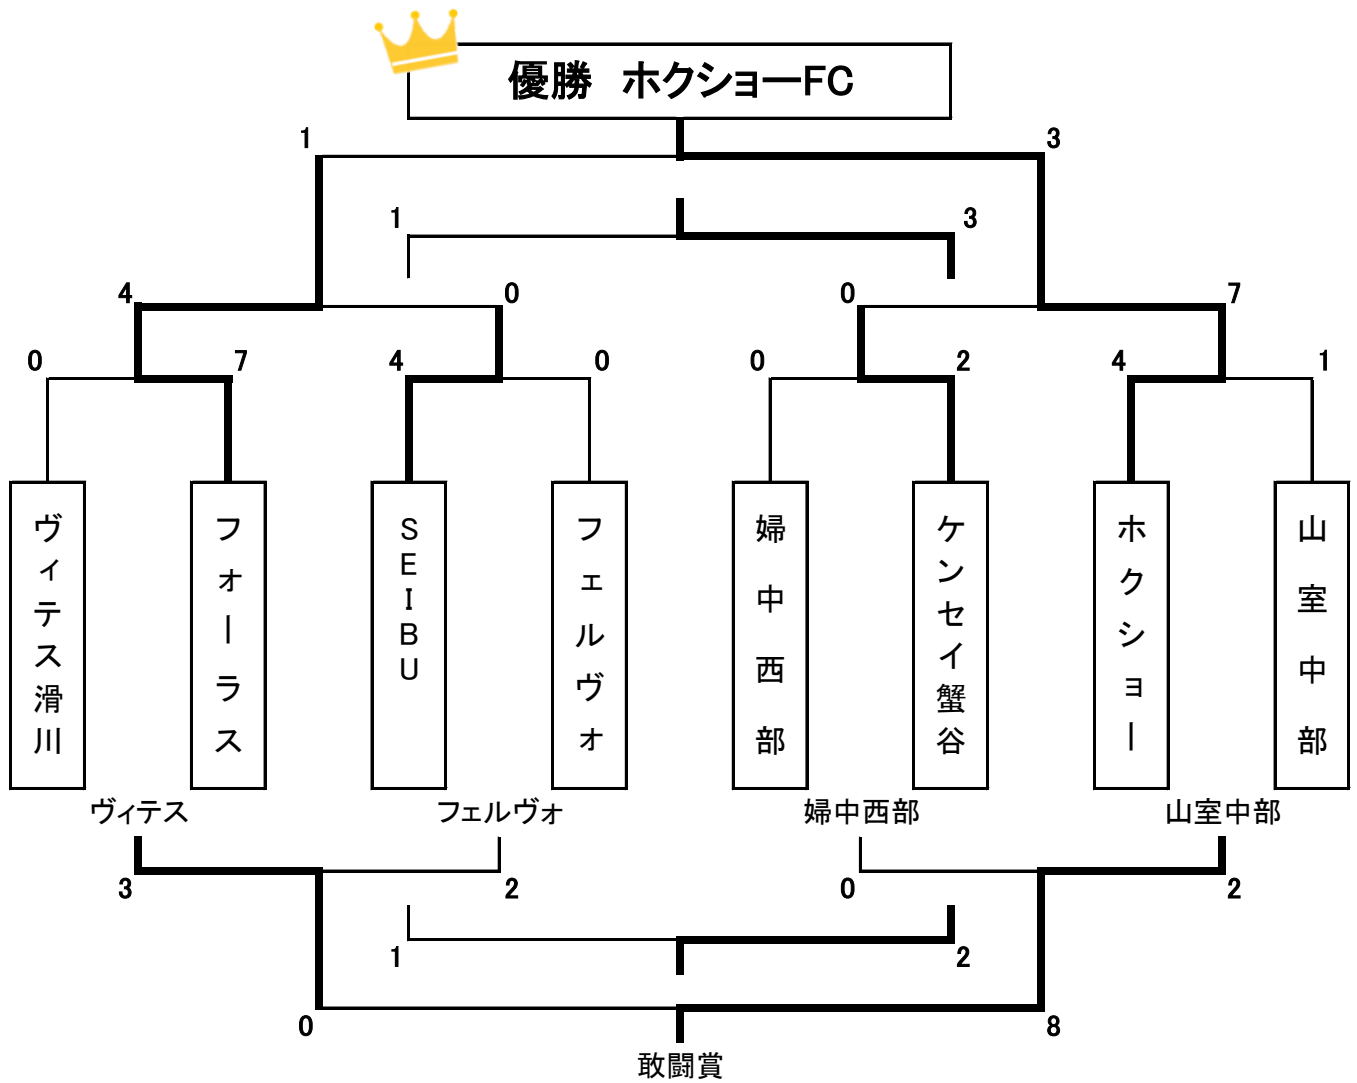 優勝　ホクショーFC
1 3
1 3
4 0 0 7
0 7 4 0 0 2 4 1
ヴィテス滑川
フォーラス
SEIBU
フェルヴォ
婦中西部
ケンセイ蟹谷
ホクショー
山室中部
ヴィテス フェルヴォ 婦中西部 山室中部
3 2 0 2
1 2
0 8
敢闘賞